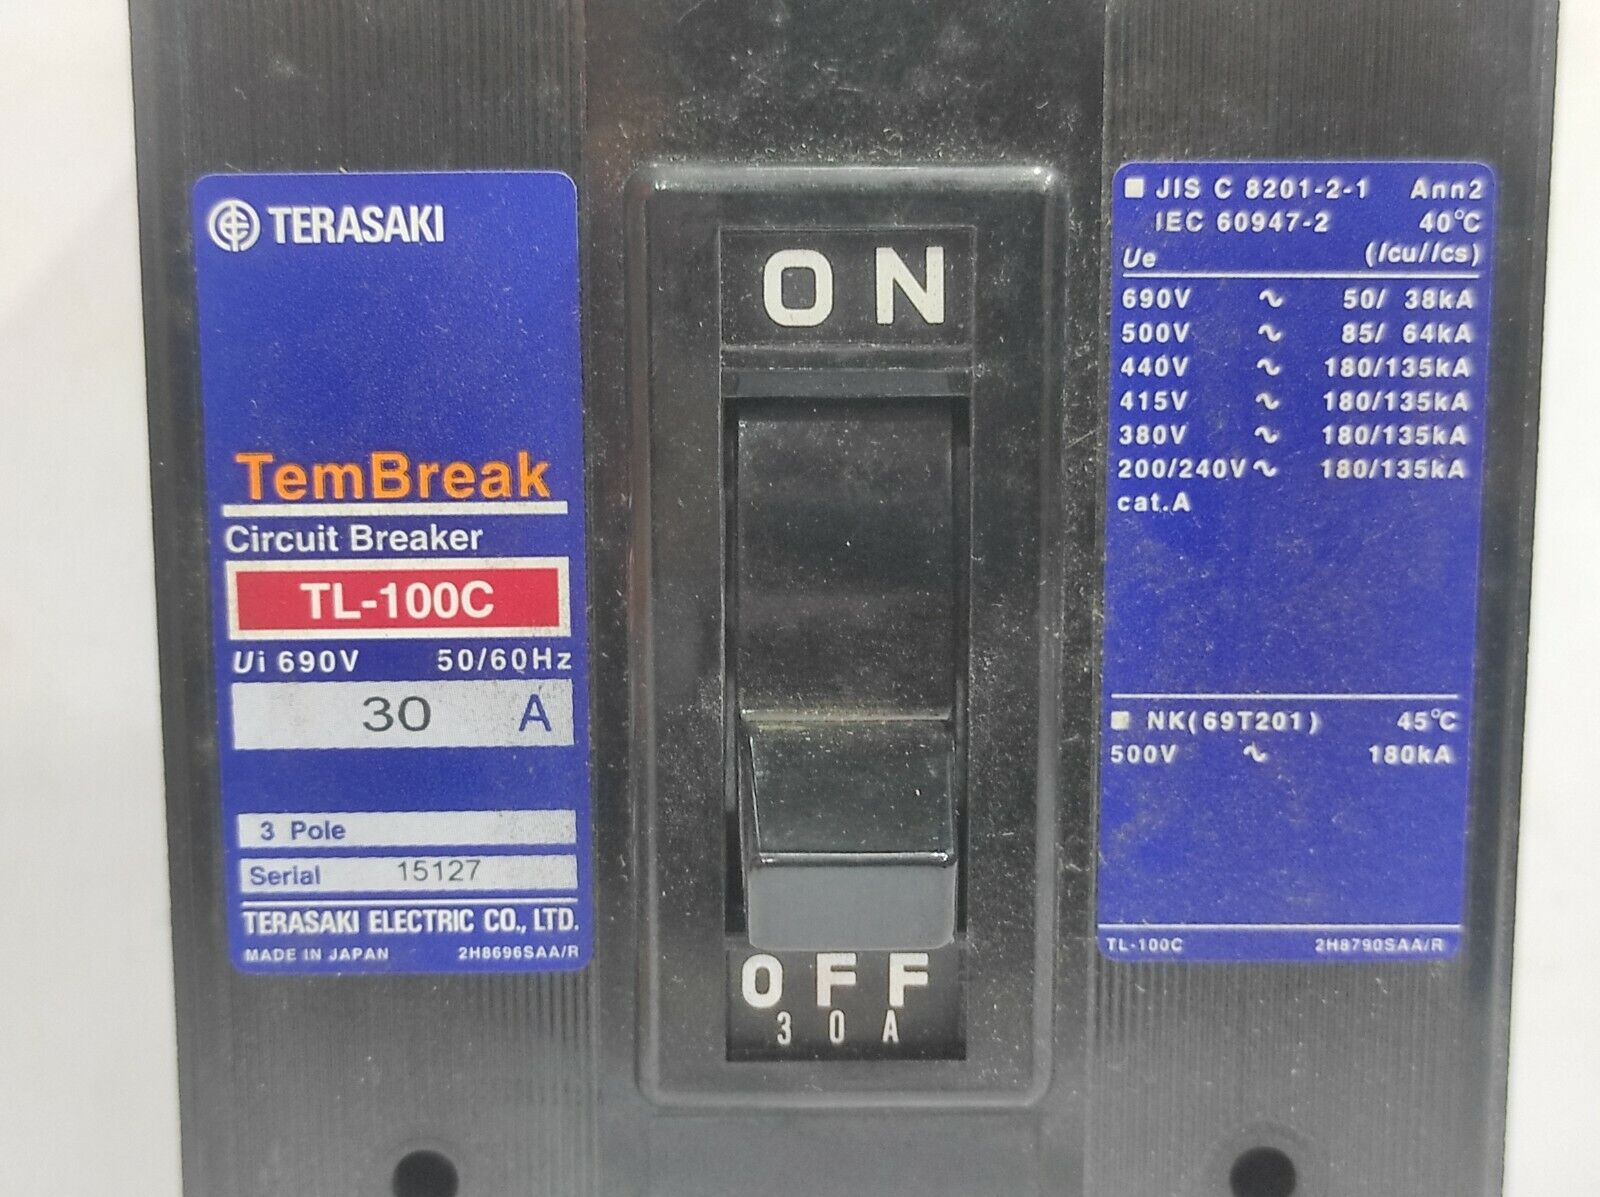 TERASAKI
TemBreak
Circuit Breaker
TL-100C
Ui 690V 50/60Hz
30 A
3 Pole
Serial 15127
TERASAKI ELECTRIC CO., LTD.
MADE IN JAPAN 2H8696SAA/R
ON
OFF
30A
JIS C 8201-2-1 Ann2
IEC 60947-2 40°C
Ue (Icu/Ics)
690V ~ 50/ 38kA
500V ~ 85/ 64kA
440V ~ 180/135kA
415V ~ 180/135kA
380V ~ 180/135kA
200/240V ~ 180/135kA
cat.A
NK(69T201) 45°C
500V ~ 180kA
TL-100C 2H8790SAA/R